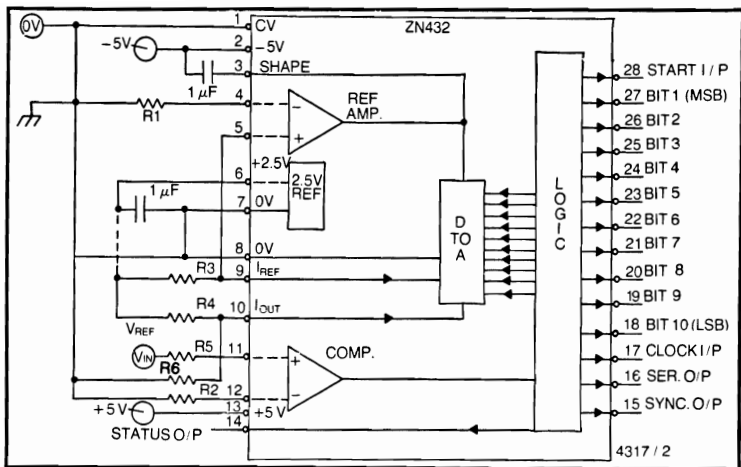 0V
1
CV
ZN432
−5V
2
−5V
3
SHAPE
1 µF
4
R1
−
REF
AMP.
5
+
+2.5V
6
2.5V
REF
1 µF
7
0V
8
0V
R3
9
IREF
R4
10
IOUT
VREF
VIN
R5
11
+
COMP.
R6
R2
12
−
+5V
13
+5V
STATUS O/P
14
D
TO
A
LOGIC
28 START I/P
27 BIT 1 (MSB)
26 BIT 2
25 BIT 3
24 BIT 4
23 BIT 5
22 BIT 6
21 BIT 7
20 BIT 8
19 BIT 9
18 BIT 10 (LSB)
17 CLOCK I/P
16 SER. O/P
15 SYNC. O/P
4317/2